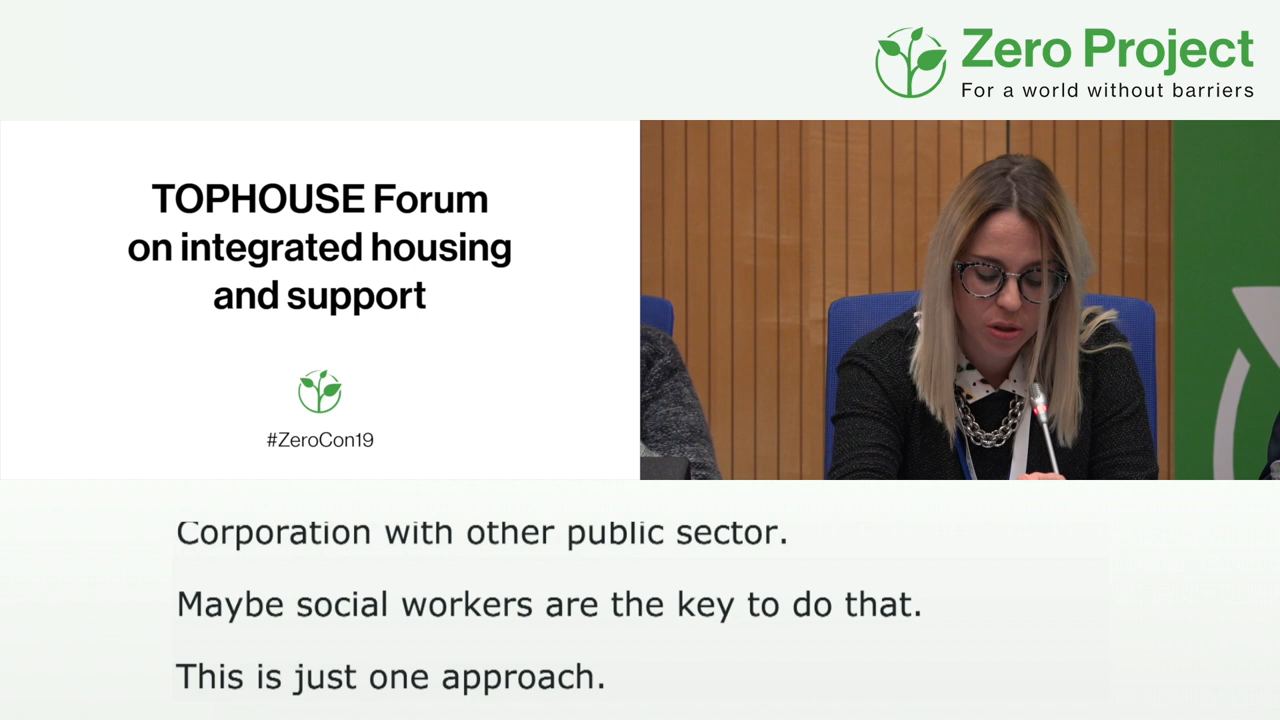 Zero Project
For a world without barriers
TOPHOUSE Forum
on integrated housing
and support
#ZeroCon19
Corporation with other public sector.
Maybe social workers are the key to do that.
This is just one approach.